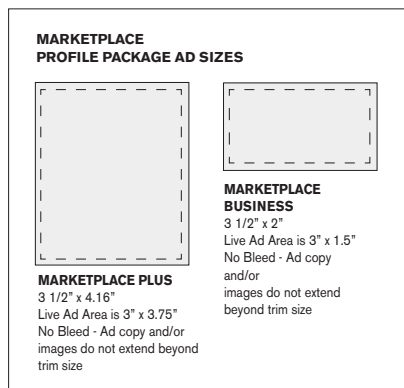 MARKETPLACE
PROFILE PACKAGE AD SIZES
MARKETPLACE PLUS
3 1/2” x 4.16”
Live Ad Area is 3” x 3.75”
No Bleed - Ad copy and/or
images do not extend beyond
trim size
MARKETPLACE
BUSINESS
3 1/2” x 2”
Live Ad Area is 3” x 1.5”
No Bleed - Ad copy
and/or
images do not extend
beyond trim size